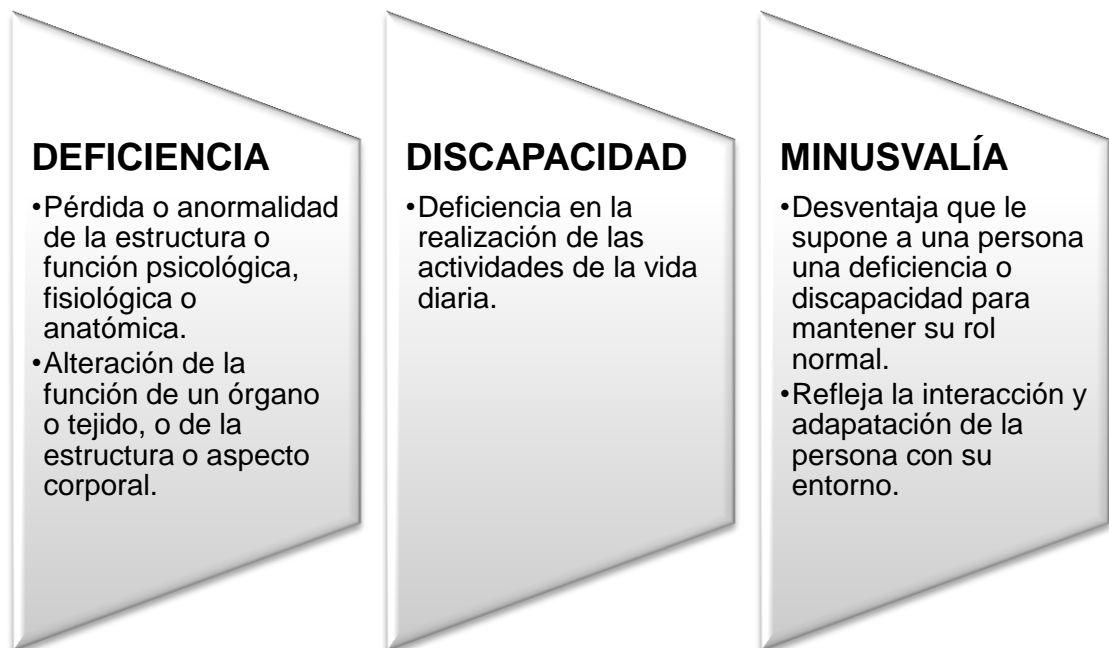 DEFICIENCIA
•Pérdida o anormalidad
de la estructura o
función psicológica,
fisiológica o
anatómica.
•Alteración de la
función de un órgano
o tejido, o de la
estructura o aspecto
corporal.
DISCAPACIDAD
•Deficiencia en la
realización de las
actividades de la vida
diaria.
MINUSVALÍA
•Desventaja que le
supone a una persona
una deficiencia o
discapacidad para
mantener su rol
normal.
•Refleja la interacción y
adapatación de la
persona con su
entorno.